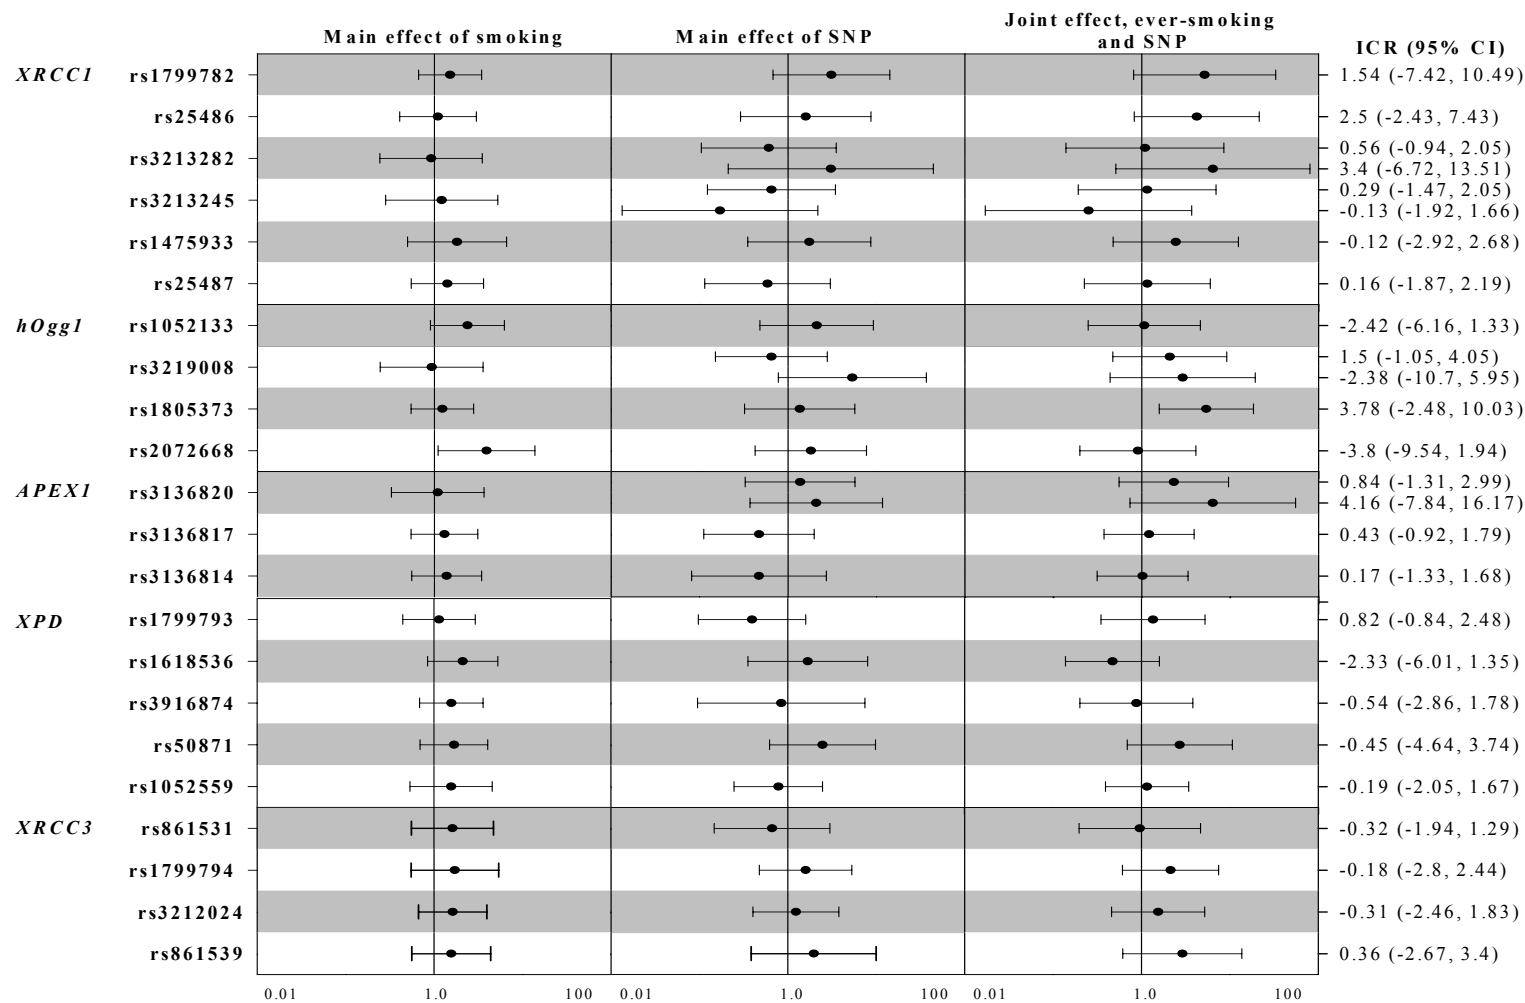 Main effect of smoking
Main effect of SNP
Joint effect, ever-smoking
and SNP
ICR (95% CI)
XRCC1
rs1799782
1.54 (-7.42, 10.49)
rs25486
2.5 (-2.43, 7.43)
rs3213282
0.56 (-0.94, 2.05)
3.4 (-6.72, 13.51)
rs3213245
0.29 (-1.47, 2.05)
-0.13 (-1.92, 1.66)
rs1475933
-0.12 (-2.92, 2.68)
rs25487
0.16 (-1.87, 2.19)
hOgg1
rs1052133
-2.42 (-6.16, 1.33)
rs3219008
1.5 (-1.05, 4.05)
-2.38 (-10.7, 5.95)
rs1805373
3.78 (-2.48, 10.03)
rs2072668
-3.8 (-9.54, 1.94)
APEX1
rs3136820
0.84 (-1.31, 2.99)
4.16 (-7.84, 16.17)
rs3136817
0.43 (-0.92, 1.79)
rs3136814
0.17 (-1.33, 1.68)
XPD
rs1799793
0.82 (-0.84, 2.48)
rs1618536
-2.33 (-6.01, 1.35)
rs3916874
-0.54 (-2.86, 1.78)
rs50871
-0.45 (-4.64, 3.74)
rs1052559
-0.19 (-2.05, 1.67)
XRCC3
rs861531
-0.32 (-1.94, 1.29)
rs1799794
-0.18 (-2.8, 2.44)
rs3212024
-0.31 (-2.46, 1.83)
rs861539
0.36 (-2.67, 3.4)
0.01 1.0 100 0.01 1.0 100 0.01 1.0 100